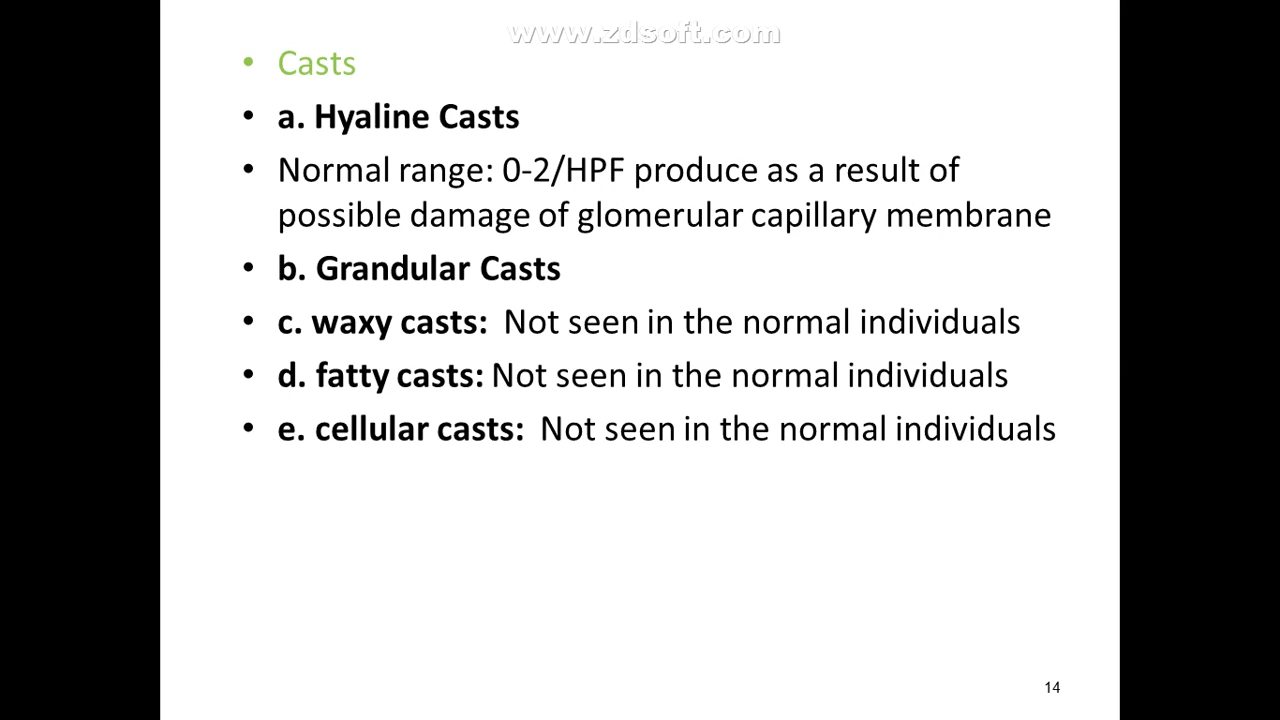 www.zdsoft.com
• Casts
• a. Hyaline Casts
• Normal range: 0-2/HPF produce as a result of
possible damage of glomerular capillary membrane
• b. Grandular Casts
• c. waxy casts: Not seen in the normal individuals
• d. fatty casts: Not seen in the normal individuals
• e. cellular casts: Not seen in the normal individuals
14